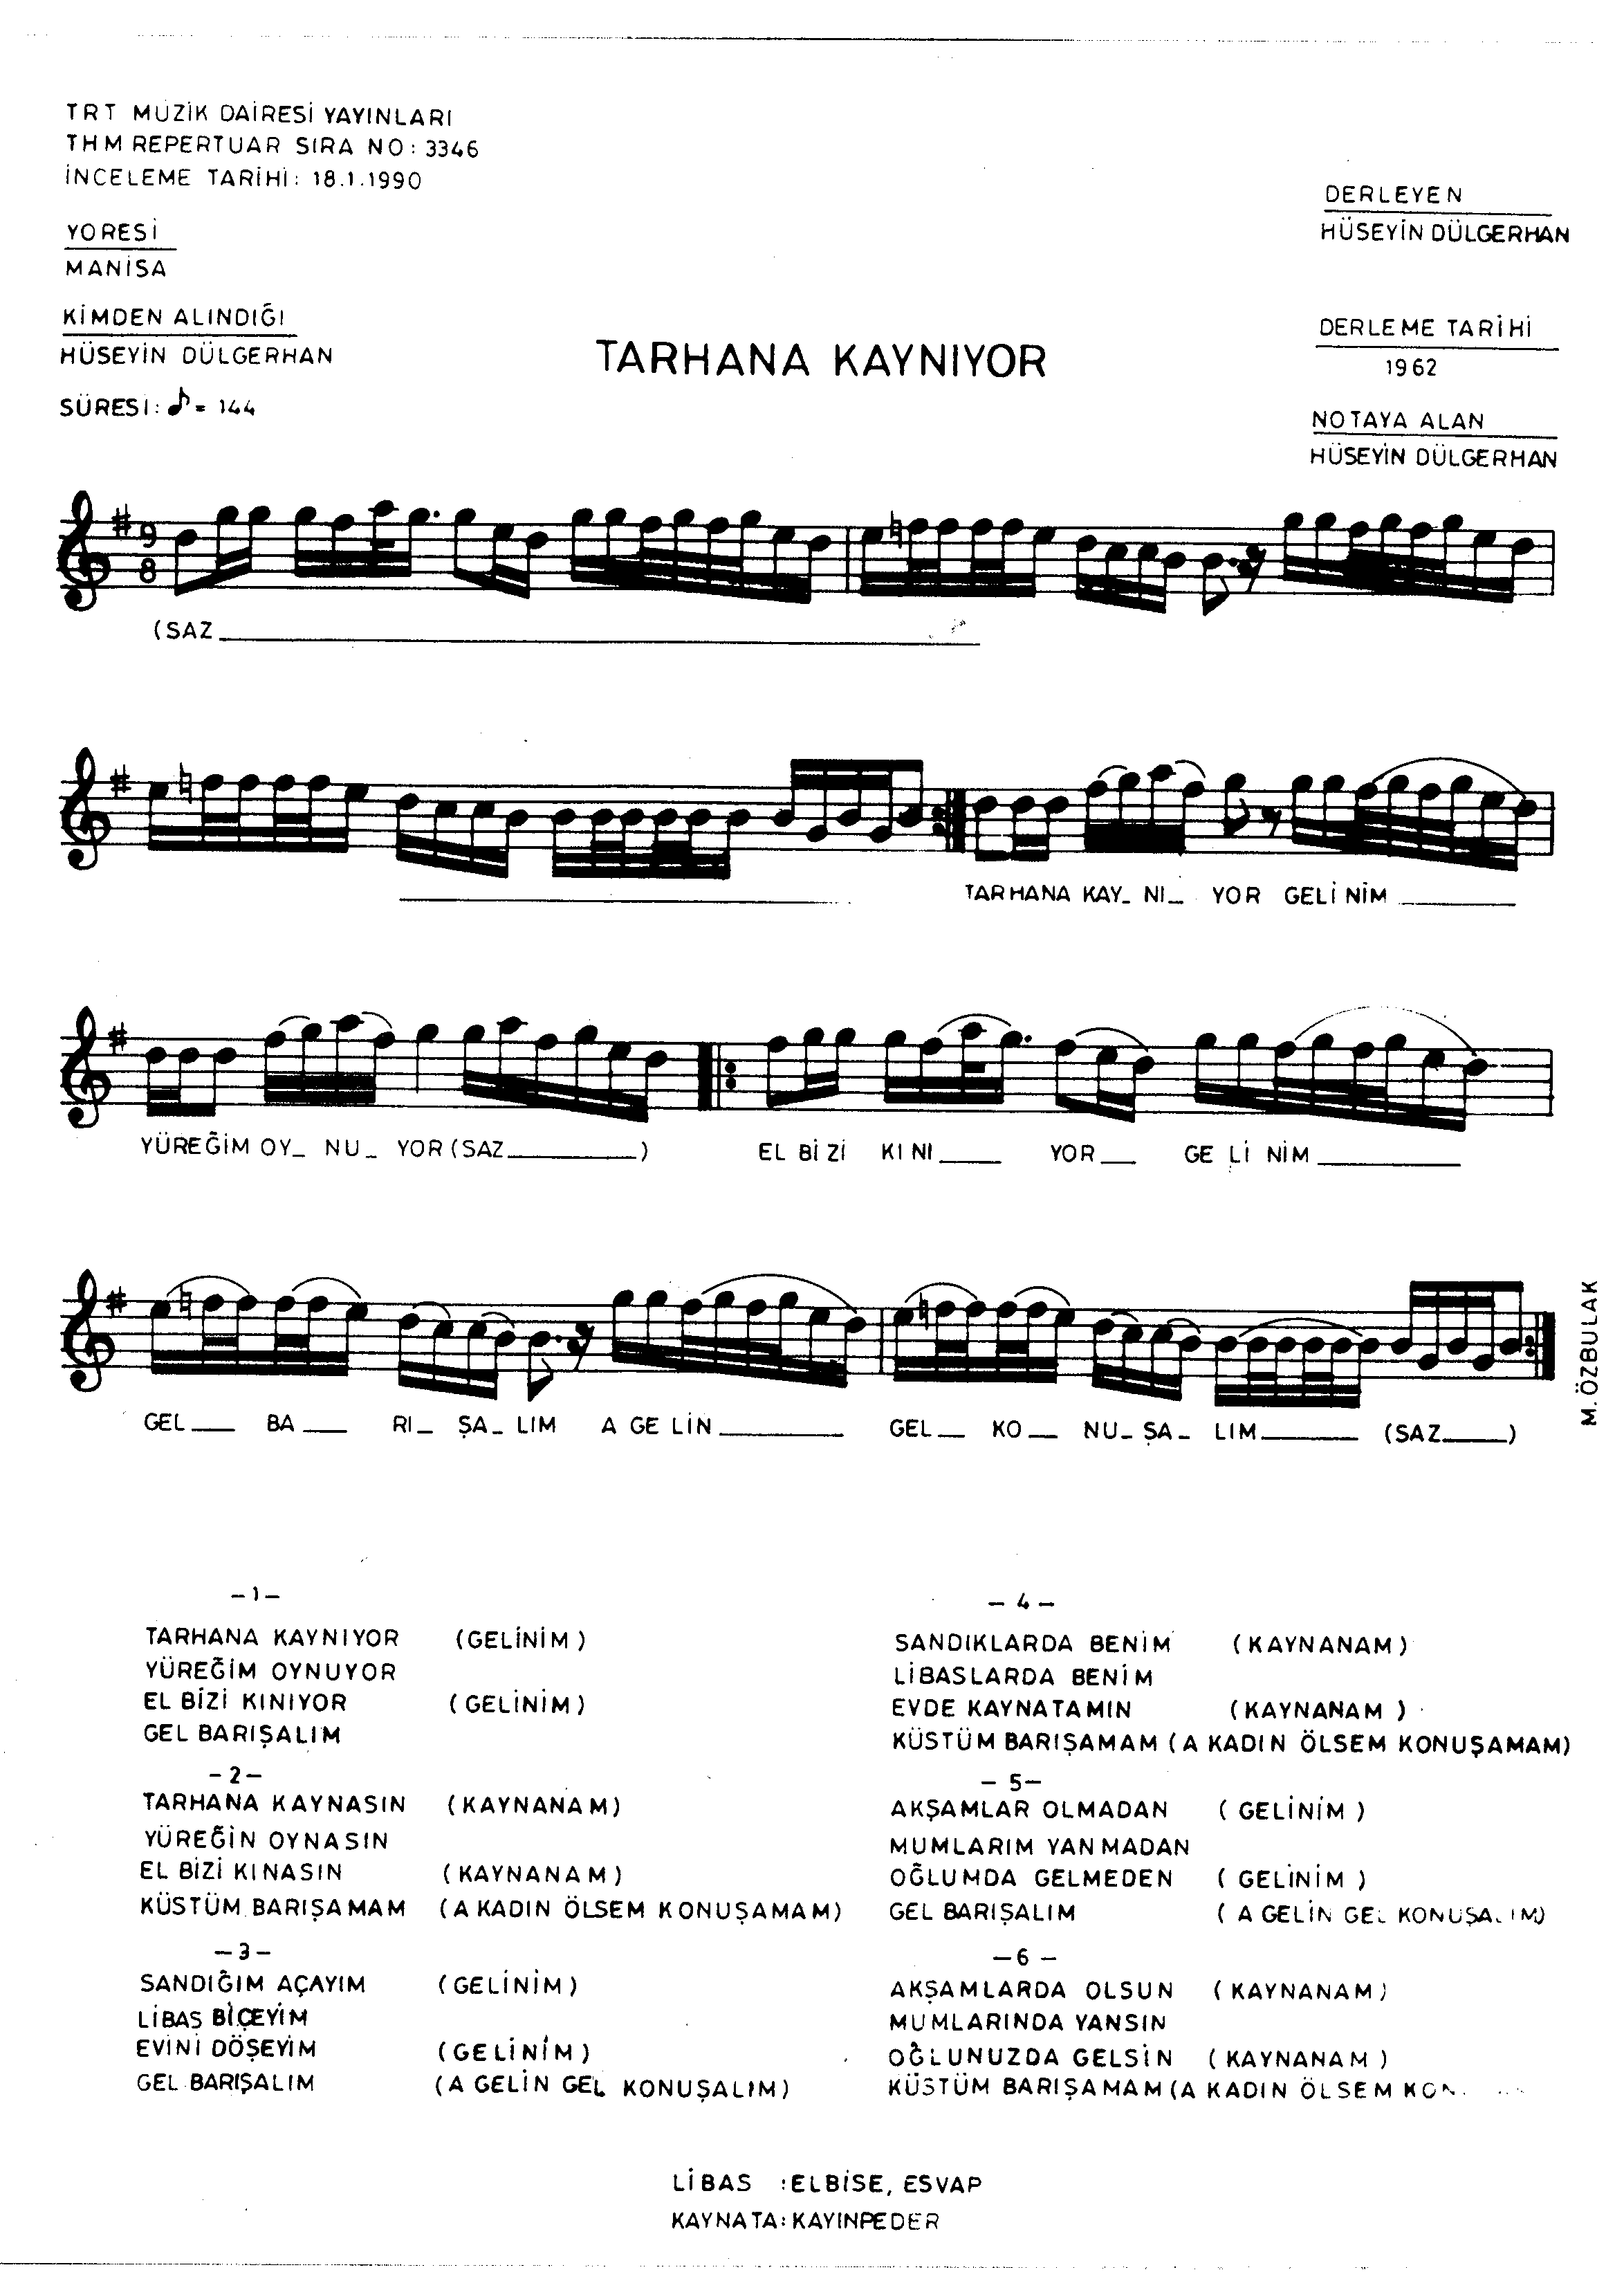 TRT MÜZİK DAİRESİ YAYINLARI
THM REPERTUAR SIRA NO: 3346
İNCELEME TARİHİ: 18.1.1990
YORESİ
MANİSA
KİMDEN ALINDIĞI
HÜSEYİN DÜLGERHAN
SÜRESİ: ♪= 144
TARHANA KAYNIYOR
DERLEYEN
HÜSEYİN DÜLGERHAN
DERLEME TARİHİ
1962
NOTAYA ALAN
HÜSEYİN DÜLGERHAN
9
8
(SAZ
TARHANA KAY_ NI_ YOR GELİ NİM
YÜREĞİM OY_ NU_ YOR (SAZ ) EL BİZİ KI NI YOR GE Lİ NİM
GEL BA RI_ ŞA_ LIM A GE LİN GEL KO NU_ ŞA_ LIM (SAZ )
M. ÖZBULAK
– 1 –
TARHANA KAYNIYOR (GELİNİM)
YÜREĞİM OYNUYOR
EL BİZİ KINIYOR (GELİNİM)
GEL BARIŞALIM
– 2 –
TARHANA KAYNASIN (KAYNANAM)
YÜREĞİN OYNASIN
EL BİZİ KINASIN (KAYNANAM)
KÜSTÜM BARIŞAMAM (A KADIN ÖLSEM KONUŞAMAM)
– 3 –
SANDIĞIM AÇAYIM (GELİNİM)
LİBAS BİÇEYİM
EVİNİ DÖŞEYİM (GELİNİM)
GEL BARIŞALIM (A GELİN GEL KONUŞALIM)
– 4 –
SANDIKLARDA BENİM (KAYNANAM)
LİBASLARDA BENİM
EVDE KAYNATAMIN (KAYNANAM)
KÜSTÜM BARIŞAMAM (A KADIN ÖLSEM KONUŞAMAM)
– 5 –
AKŞAMLAR OLMADAN (GELİNİM)
MUMLARIM YANMADAN
OĞLUMDA GELMEDEN (GELİNİM)
GEL BARIŞALIM (A GELİN GEL KONUŞALIM)
– 6 –
AKŞAMLARDA OLSUN (KAYNANAM)
MUMLARINDA YANSIN
OĞLUNUZDA GELSİN (KAYNANAM)
KÜSTÜM BARIŞAMAM (A KADIN ÖLSEM
LİBAS : ELBİSE, ESVAP
KAYNATA: KAYINPEDER